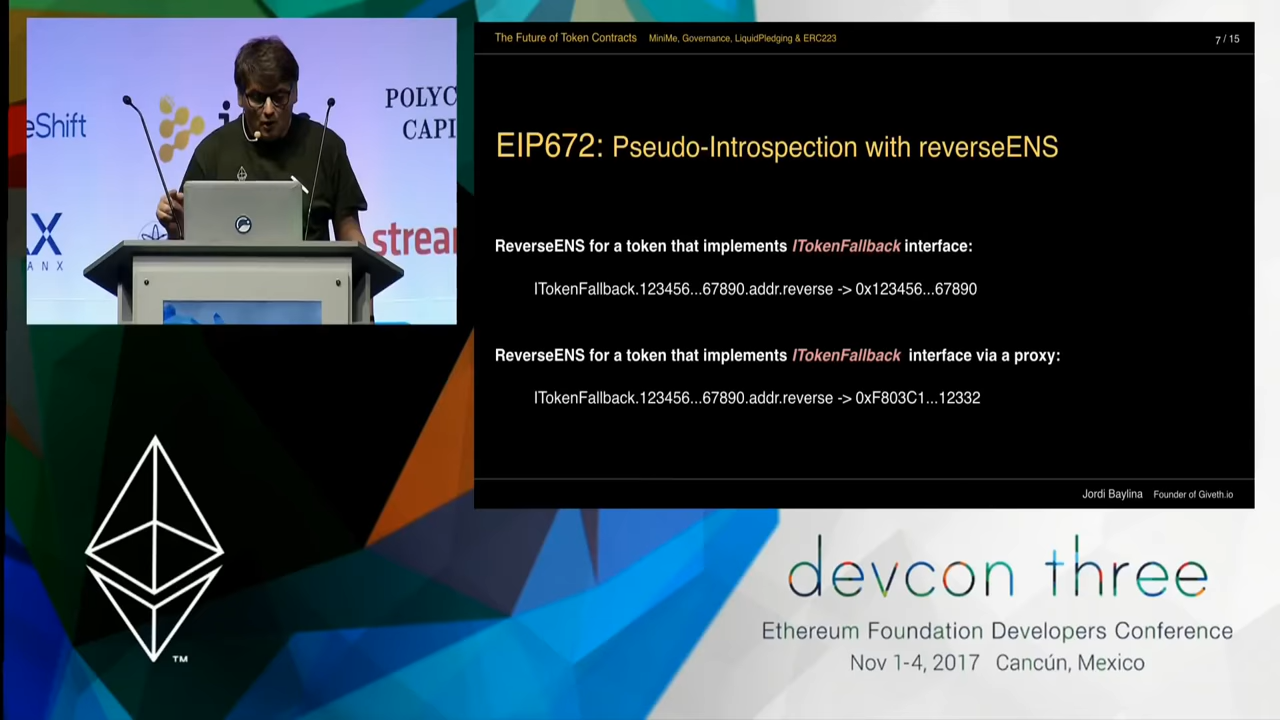 eShift
POLYC
CAPI
X
ANX
strea
The Future of Token Contracts MiniMe, Governance, LiquidPledging & ERC223
7 / 15
EIP672: Pseudo-Introspection with reverseENS
ReverseENS for a token that implements ITokenFallback interface:
ITokenFallback.123456...67890.addr.reverse -> 0x123456...67890
ReverseENS for a token that implements ITokenFallback interface via a proxy:
ITokenFallback.123456...67890.addr.reverse -> 0xF803C1...12332
Jordi Baylina Founder of Giveth.io
devcon three
Ethereum Foundation Developers Conference
Nov 1-4, 2017 Cancún, Mexico
TM